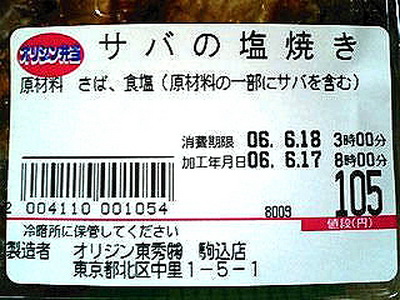 オリジン弁当
サバの塩焼き
原材料 さば、食塩（原材料の一部にサバを含む）
消費期限 06. 6.18 3時00分
加工年月日 06. 6.17 8時00分
105
2 004110 001054
8009
値段(円)
冷暗所に保管してください
製造者 オリジン東秀㈱ 駒込店
東京都北区中里1-5-1